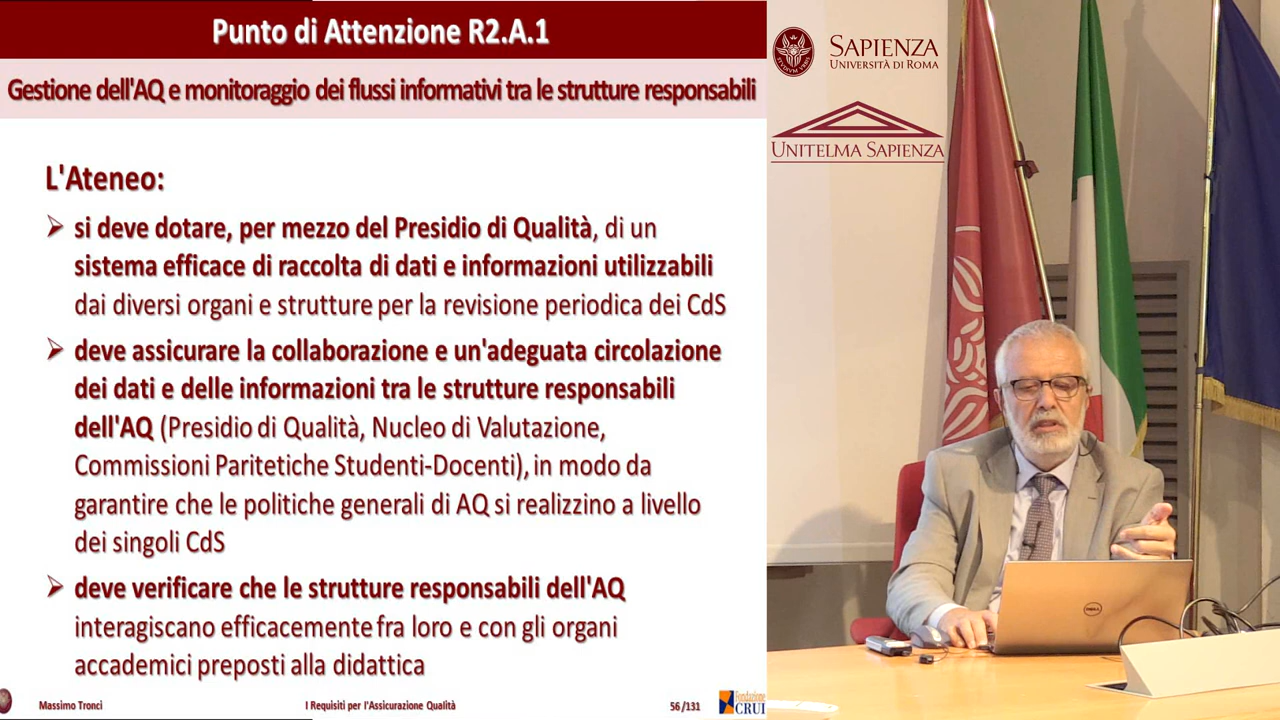 Punto di Attenzione R2.A.1
Gestione dell'AQ e monitoraggio dei flussi informativi tra le strutture responsabili
L'Ateneo:
si deve dotare, per mezzo del Presidio di Qualità, di un
sistema efficace di raccolta di dati e informazioni utilizzabili
dai diversi organi e strutture per la revisione periodica dei CdS
deve assicurare la collaborazione e un'adeguata circolazione
dei dati e delle informazioni tra le strutture responsabili
dell'AQ (Presidio di Qualità, Nucleo di Valutazione,
Commissioni Paritetiche Studenti-Docenti), in modo da
garantire che le politiche generali di AQ si realizzino a livello
dei singoli CdS
deve verificare che le strutture responsabili dell'AQ
interagiscano efficacemente fra loro e con gli organi
accademici preposti alla didattica
Massimo Tronci
I Requisiti per l'Assicurazione Qualità
56 /131
Fondazione
CRUI
SAPIENZA
UNIVERSITÀ DI ROMA
UNITELMA SAPIENZA
DELL